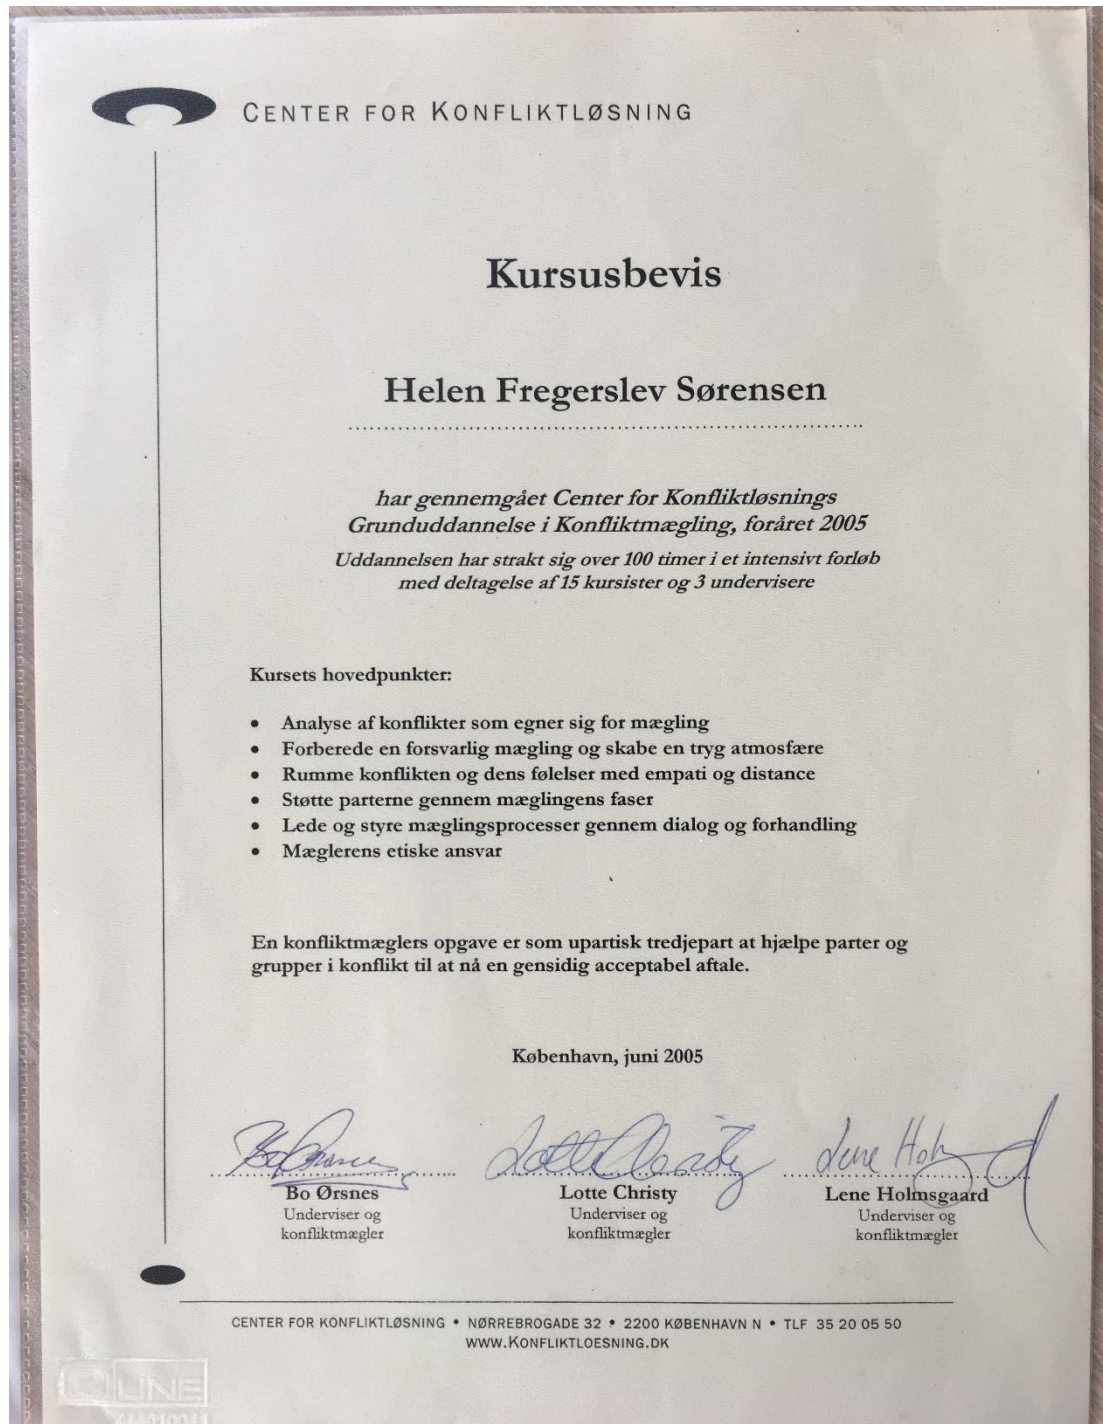 CENTER FOR KONFLIKTLØSNING
Kursusbevis
Helen Fregerslev Sørensen
har gennemgået Center for Konfliktløsnings
Grunduddannelse i Konfliktmægling, foråret 2005
Uddannelsen har strakt sig over 100 timer i et intensivt forløb
med deltagelse af 15 kursister og 3 undervisere
Kursets hovedpunkter:
• Analyse af konflikter som egner sig for mægling
• Forberede en forsvarlig mægling og skabe en tryg atmosfære
• Rumme konflikten og dens følelser med empati og distance
• Støtte parterne gennem mæglingens faser
• Lede og styre mæglingsprocesser gennem dialog og forhandling
• Mæglerens etiske ansvar
En konfliktmæglers opgave er som upartisk tredjepart at hjælpe parter og
grupper i konflikt til at nå en gensidig acceptabel aftale.
København, juni 2005
Bo Ørsnes Lotte Christy Lene Holmsgaard
Underviser og Underviser og Underviser og
konfliktmægler konfliktmægler konfliktmægler
CENTER FOR KONFLIKTLØSNING • NØRREBROGADE 32 • 2200 KØBENHAVN N • TLF 35 20 05 50
WWW.KONFLIKTLOESNING.DK
LINE